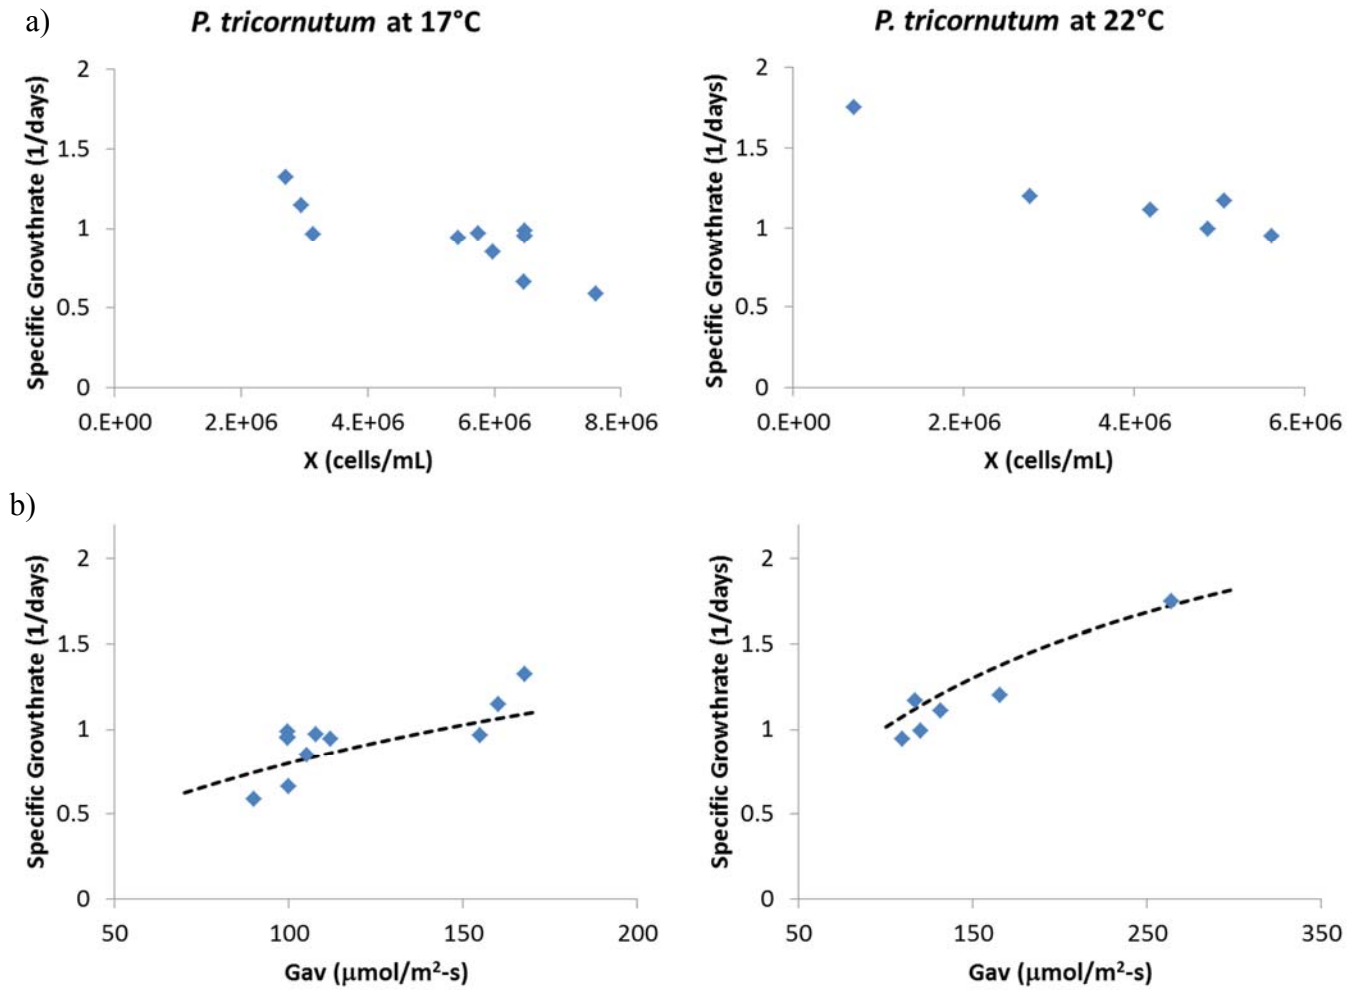 a)
P. tricornutum at 17°C
P. tricornutum at 22°C
Specific Growthrate (1/days)
2
1.5
1
0.5
0
0.E+00 2.E+06 4.E+06 6.E+06 8.E+06
X (cells/mL)
Specific Growthrate (1/days)
2
1.5
1
0.5
0
0.E+00 2.E+06 4.E+06 6.E+06
X (cells/mL)
b)
Specific Growthrate (1/days)
2
1.5
1
0.5
0
50 100 150 200
Gav (µmol/m²-s)
Specific Growthrate (1/days)
2
1.5
1
0.5
0
50 150 250 350
Gav (µmol/m²-s)